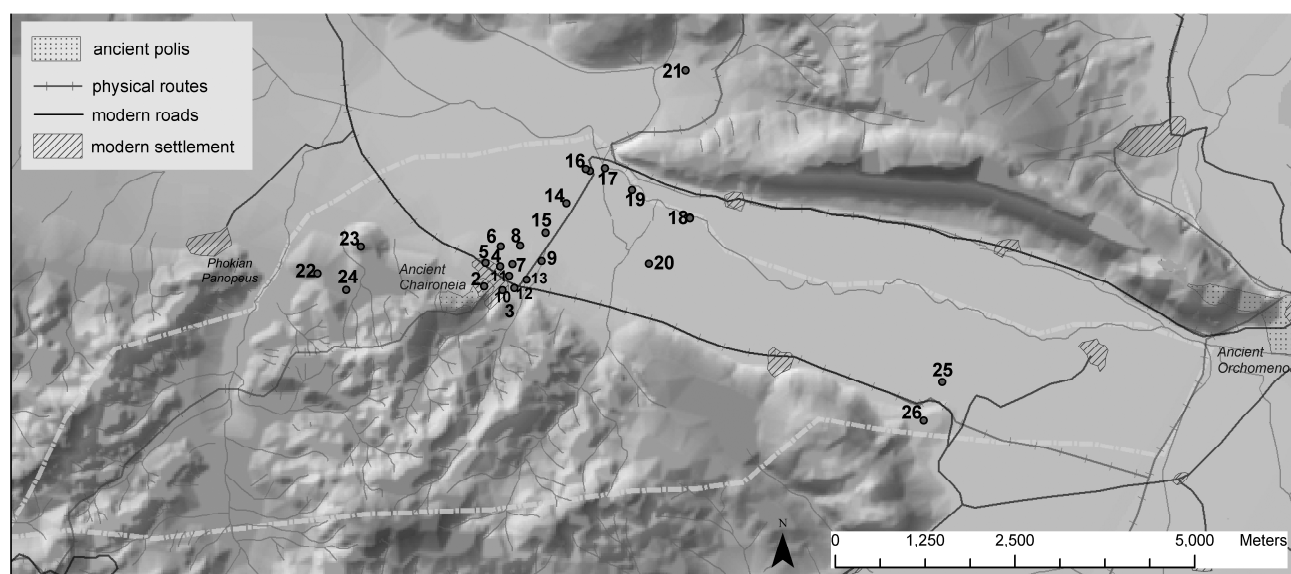 ancient polis
physical routes
modern roads
modern settlement
21
16
17
14
19
18
15
6
8
23
5
4
7
9
20
22
24
Phokian
Panopeus
Ancient
Chaironeia
2
11
13
10
12
3
25
26
Ancient
Orchomeno
N
0
1,250
2,500
5,000
Meters